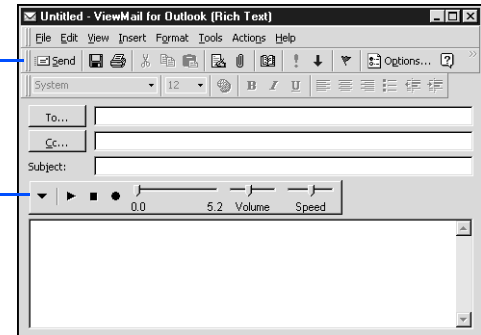 Untitled - ViewMail for Outlook (Rich Text)
File Edit View Insert Format Tools Actions Help
Send Options...
System 12 B I U
To...
Cc...
Subject:
0.0 5.2 Volume Speed